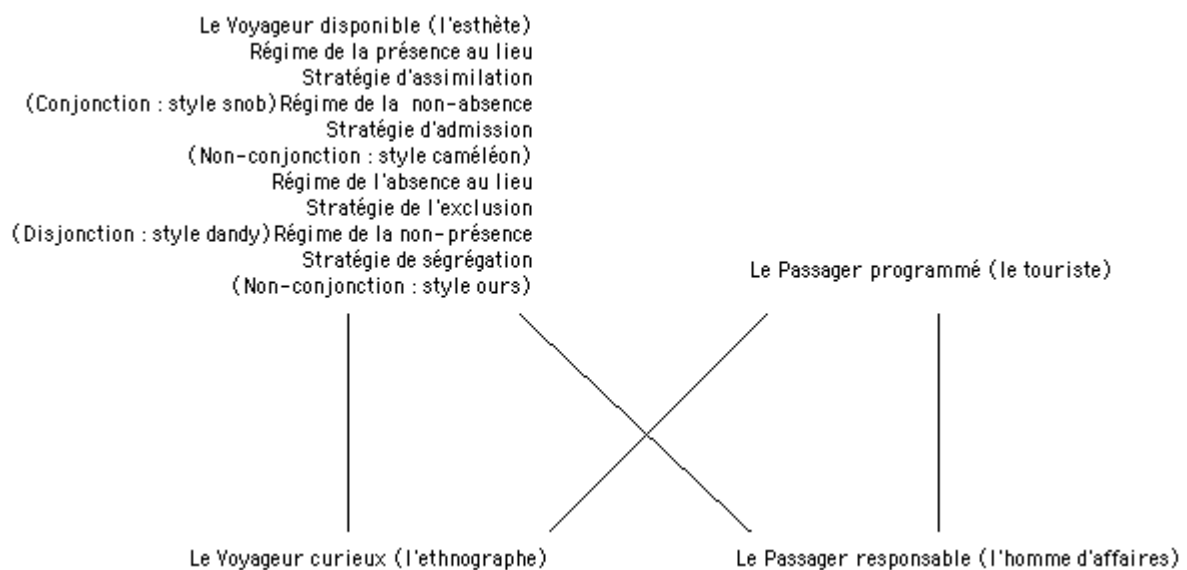 Le Voyageur disponible (l'esthète)
Régime de la présence au lieu
Stratégie d'assimilation
(Conjonction : style snob)Régime de la non-absence
Stratégie d'admission
(Non-conjonction : style caméléon)
Régime de l'absence au lieu
Stratégie de l'exclusion
(Disjonction : style dandy)Régime de la non-présence
Stratégie de ségrégation
(Non-conjonction : style ours)
Le Passager programmé (le touriste)
Le Voyageur curieux (l'ethnographe)
Le Passager responsable (l'homme d'affaires)